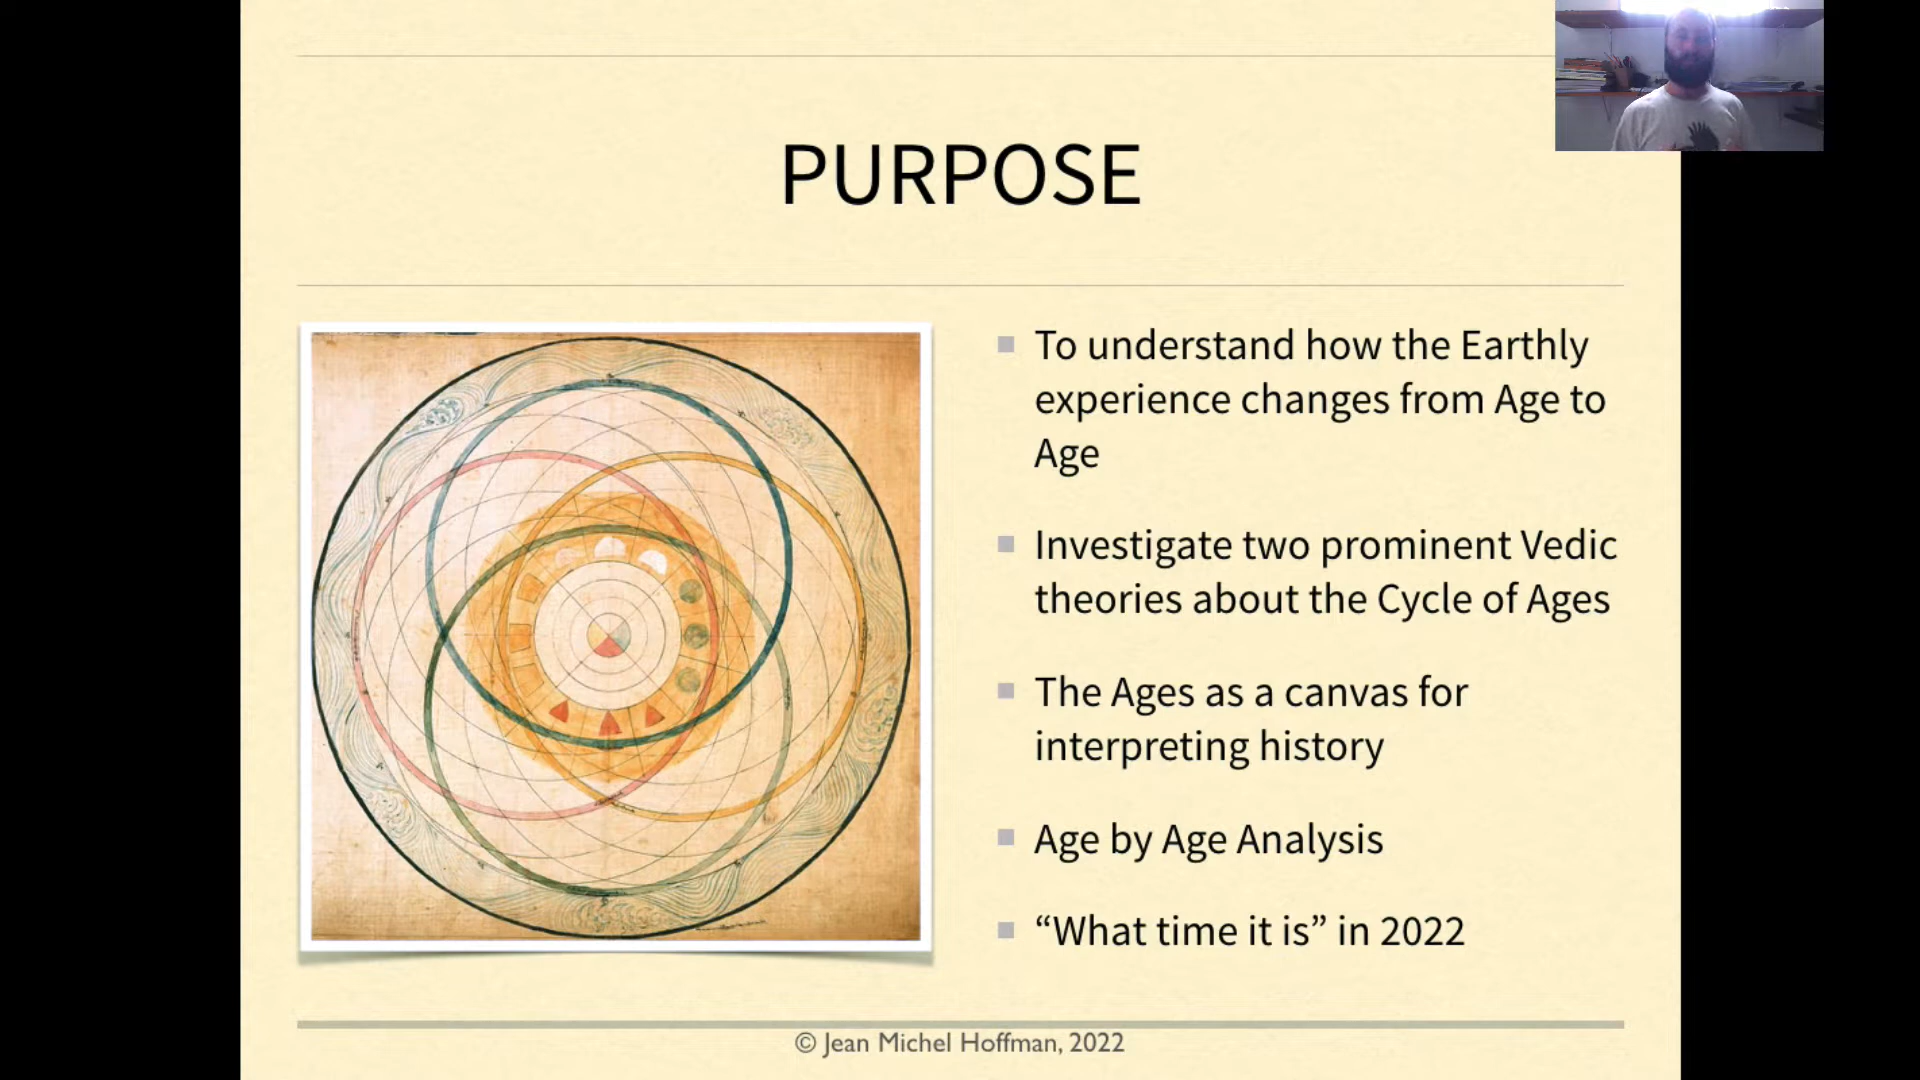 PURPOSE
To understand how the Earthly
experience changes from Age to
Age
Investigate two prominent Vedic
theories about the Cycle of Ages
The Ages as a canvas for
interpreting history
Age by Age Analysis
“What time it is” in 2022
© Jean Michel Hoffman, 2022